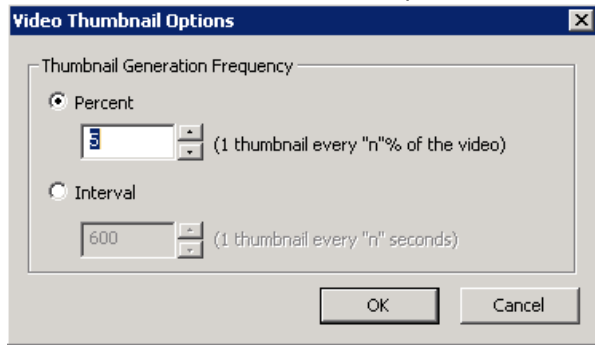 Video Thumbnail Options
Thumbnail Generation Frequency
Percent
5 (1 thumbnail every "n"% of the video)
Interval
600 (1 thumbnail every "n" seconds)
OK Cancel